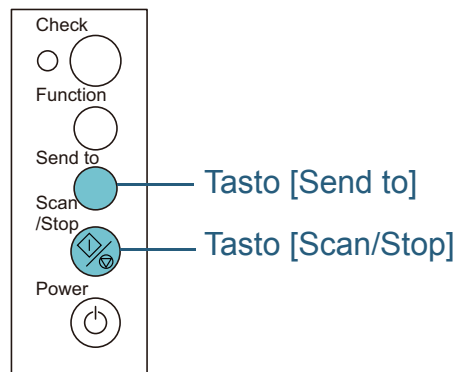 Check
Function
Send to
Tasto [Send to]
Scan
/Stop
Tasto [Scan/Stop]
Power